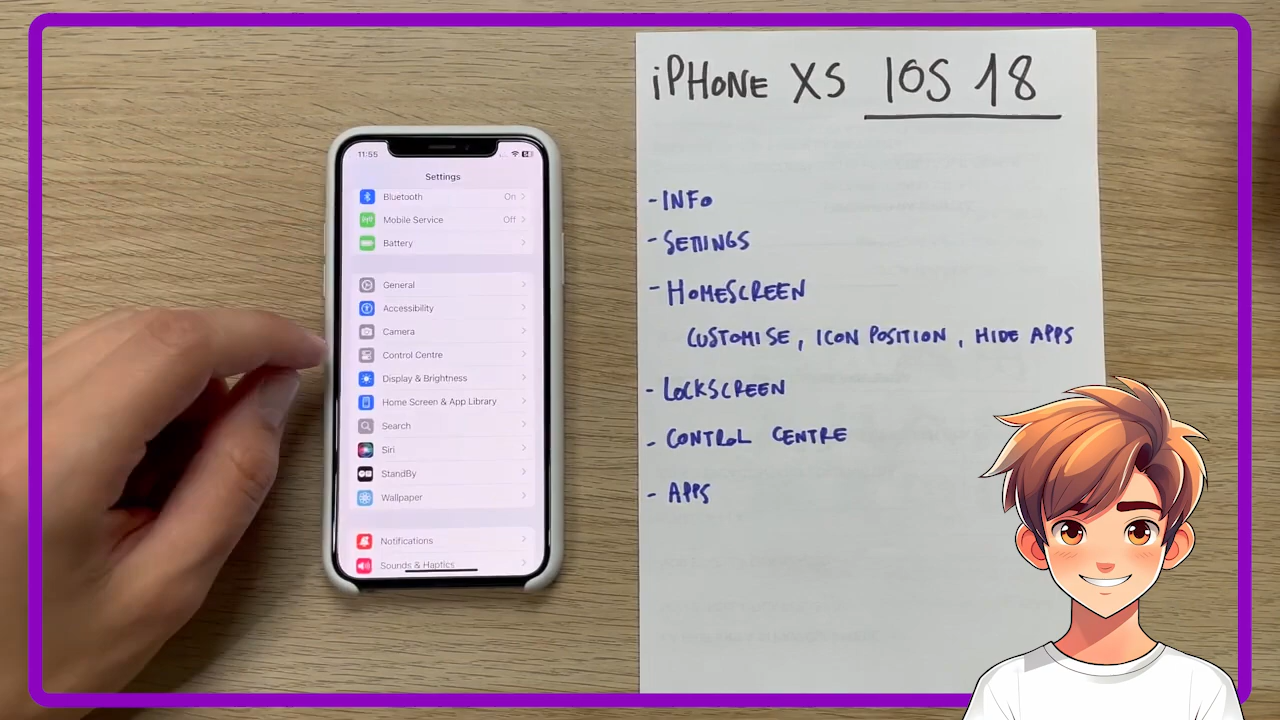 11:55
Settings
Bluetooth On
Mobile Service Off
Battery
General
Accessibility
Camera
Control Centre
Display & Brightness
Home Screen & App Library
Search
Siri
StandBy
Wallpaper
Notifications
Sounds & Haptics
iPHONE XS IOS 18
- INFO
- SETINGS
- HOMESCREEN
CUSTOMISE, ICON POSITION, HIDE APPS
- LOCKSCREEN
- CONTROL CENTRE
- APPS